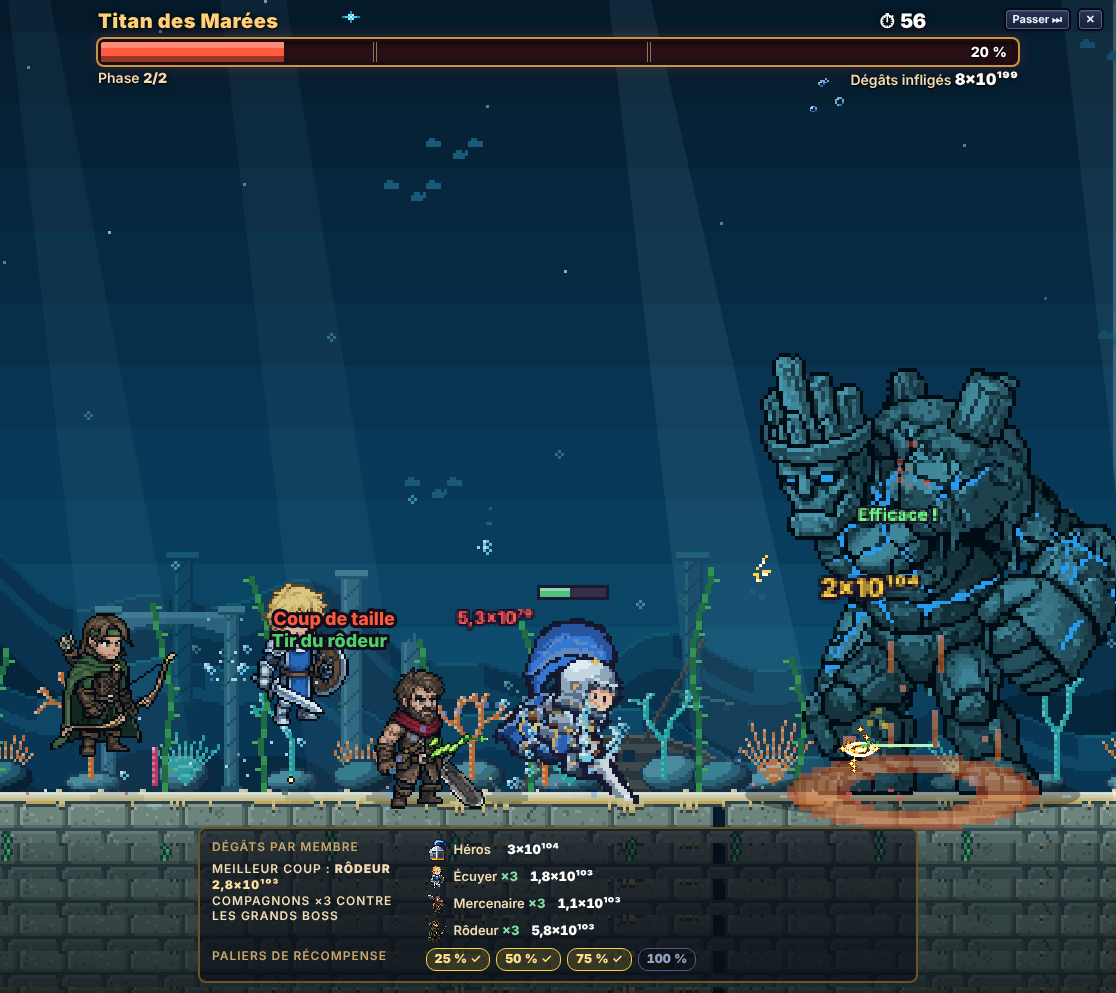 Titan des Marées
⏱ 56
Passer ⏭
✕
20 %
Phase 2/2
Dégâts infligés 8×10¹⁹⁹
Efficace !
2×10¹⁰⁴
Coup de taille
5,3×10⁷⁹
Tir du rôdeur
DÉGÂTS PAR MEMBRE
MEILLEUR COUP : RÔDEUR
2,8×10¹⁰³
COMPAGNONS ×3 CONTRE
LES GRANDS BOSS
Héros 3×10¹⁰⁴
Écuyer ×3 1,8×10¹⁰³
Mercenaire ×3 1,1×10¹⁰³
Rôdeur ×3 5,8×10¹⁰³
PALIERS DE RÉCOMPENSE
25 % ✓ 50 % ✓ 75 % ✓ 100 %